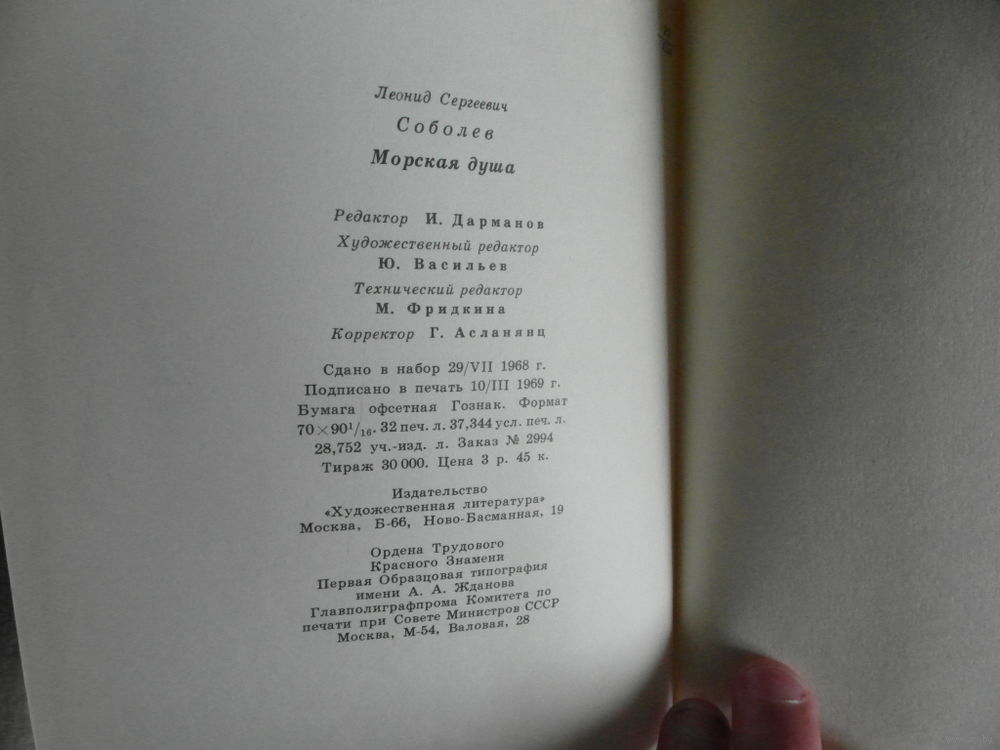 Леонид Сергеевич
Соболев
Морская душа
Редактор И. Дарманов
Художественный редактор
Ю. Васильев
Технический редактор
М. Фридкина
Корректор Г. Асланянц
Сдано в набор 29/VII 1968 г.
Подписано в печать 10/III 1969 г.
Бумага офсетная Гознак. Формат
70×90¹/₁₆. 32 печ. л. 37,344 усл. печ. л.
28,752 уч.-изд. л. Заказ № 2994
Тираж 30 000. Цена 3 р. 45 к.
Издательство
«Художественная литература»
Москва, Б-66, Ново-Басманная, 19
Ордена Трудового
Красного Знамени
Первая Образцовая типография
имени А. А. Жданова
Главполиграфпрома Комитета по
печати при Совете Министров СССР
Москва, М-54, Валовая, 28